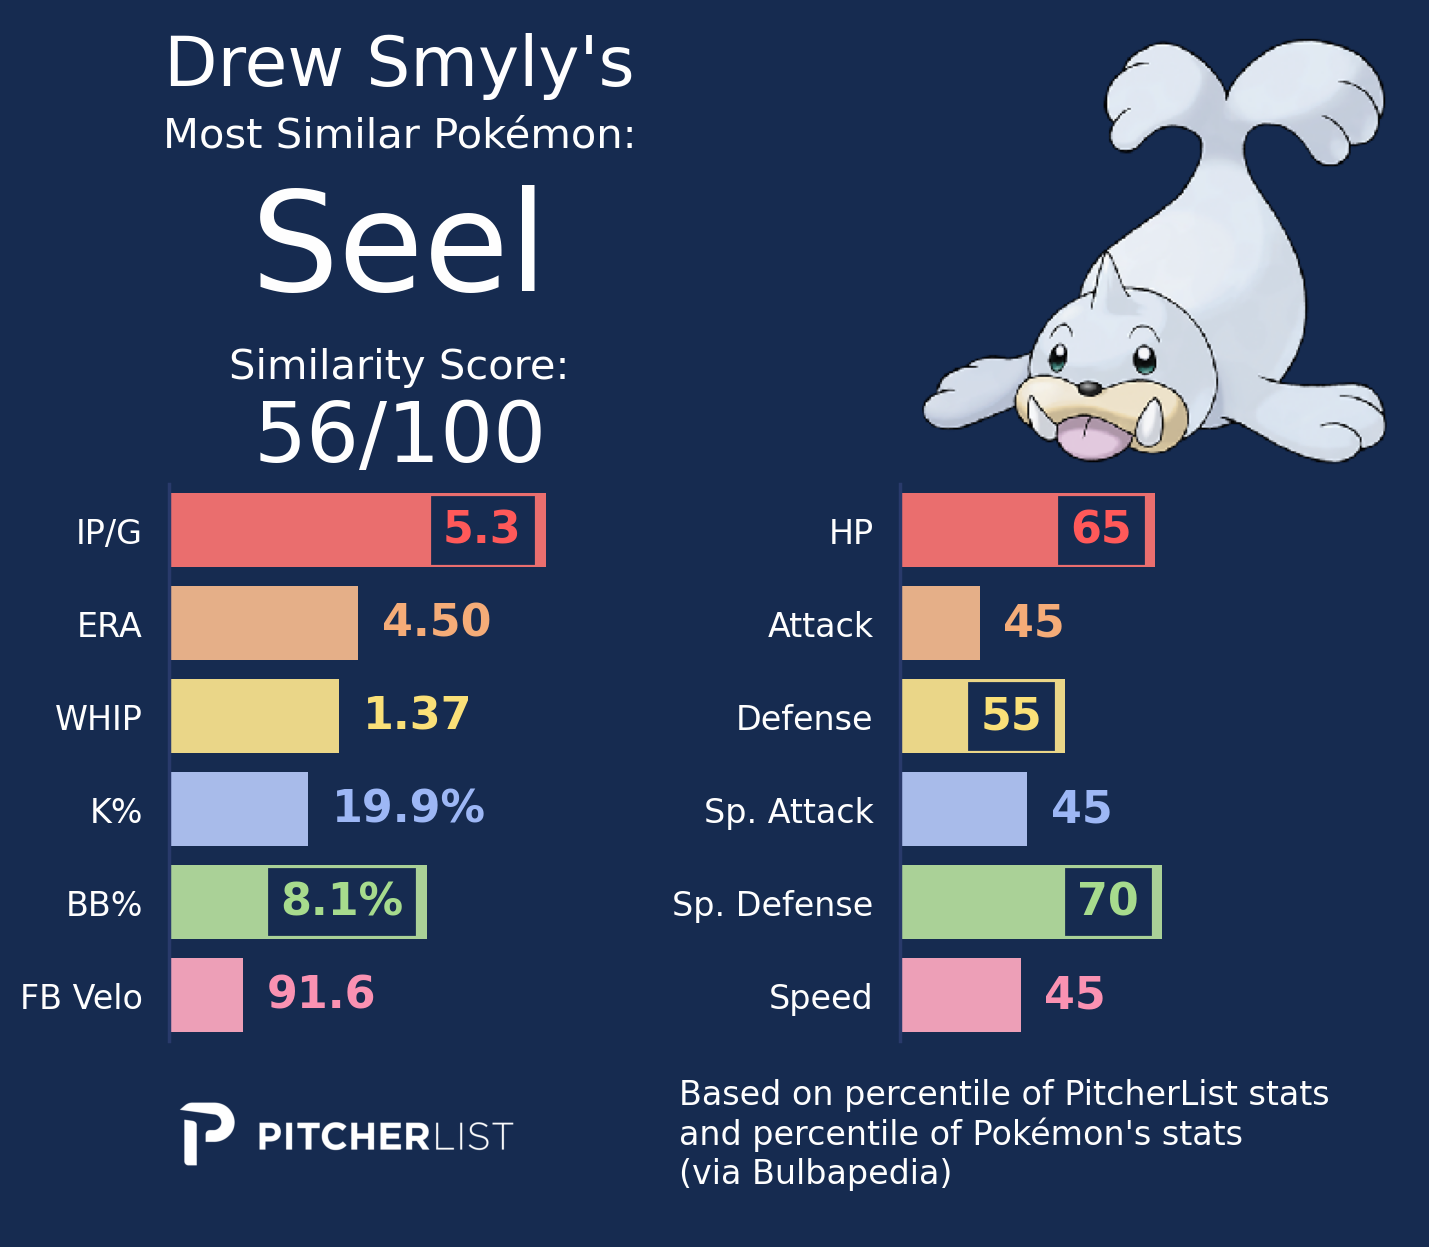 Drew Smyly's
Most Similar Pokémon:
Seel
Similarity Score:
56/100
IP/G 5.3
ERA 4.50
WHIP 1.37
K% 19.9%
BB% 8.1%
FB Velo 91.6
HP 65
Attack 45
Defense 55
Sp. Attack 45
Sp. Defense 70
Speed 45
PITCHERLIST
Based on percentile of PitcherList stats
and percentile of Pokémon's stats
(via Bulbapedia)